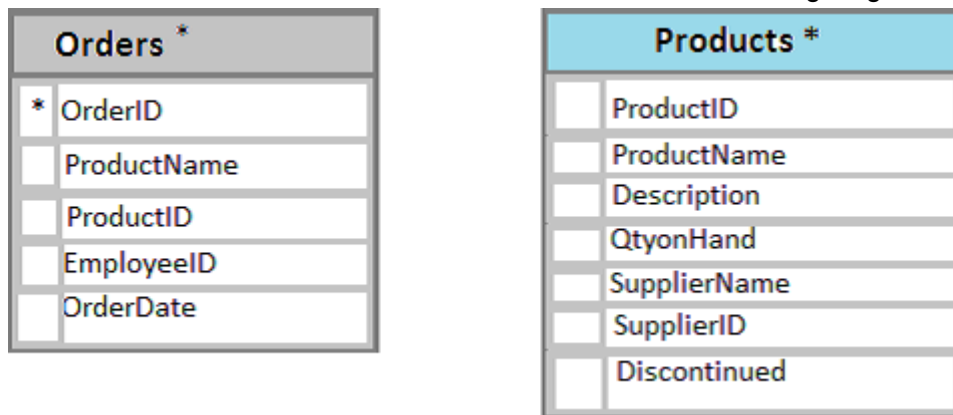 Orders *
* OrderID
ProductName
ProductID
EmployeeID
OrderDate
Products *
ProductID
ProductName
Description
QtyonHand
SupplierName
SupplierID
Discontinued